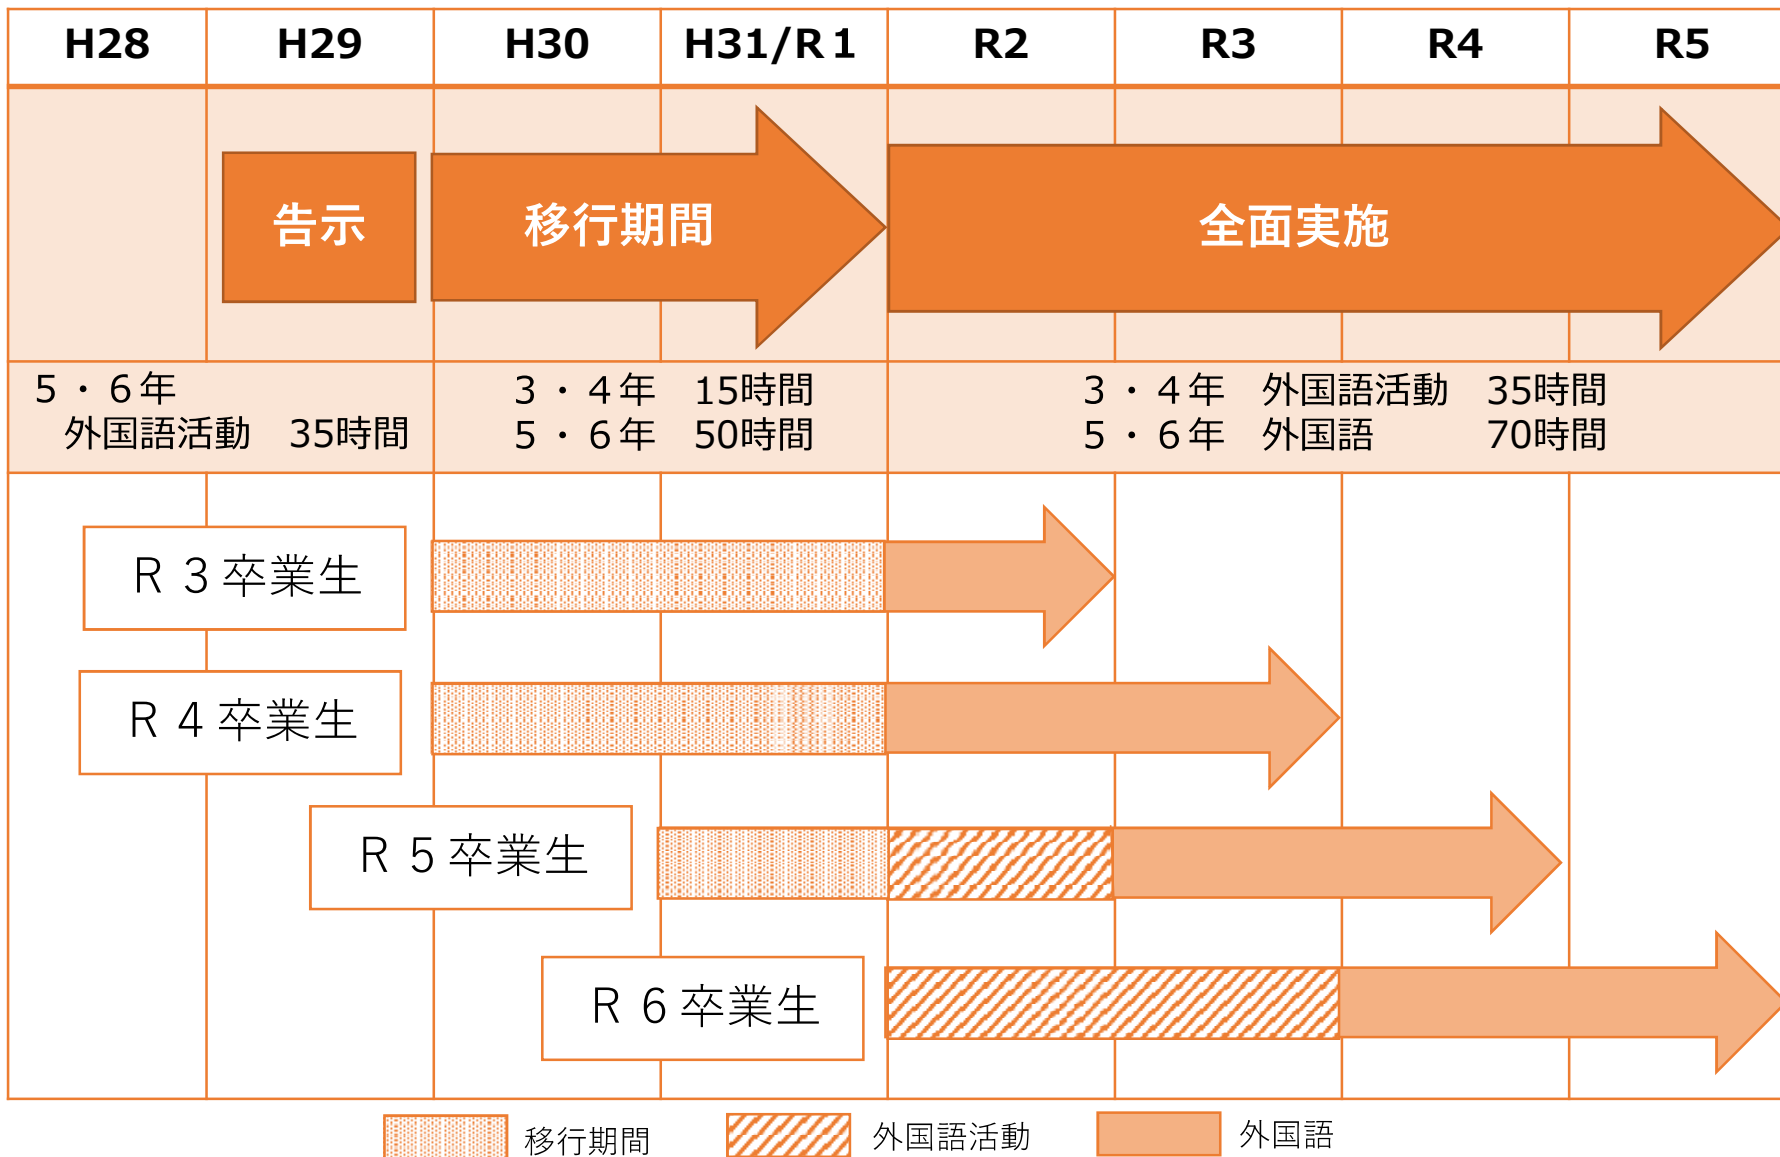 H28 H29 H30 H31/R１ R2 R3 R4 R5
告示 移行期間 全面実施
５・６年
外国語活動　35時間
３・４年　15時間
５・６年　50時間
３・４年　外国語活動　35時間
５・６年　外国語　　　70時間
Ｒ３卒業生
Ｒ４卒業生
Ｒ５卒業生
Ｒ６卒業生
移行期間 外国語活動 外国語